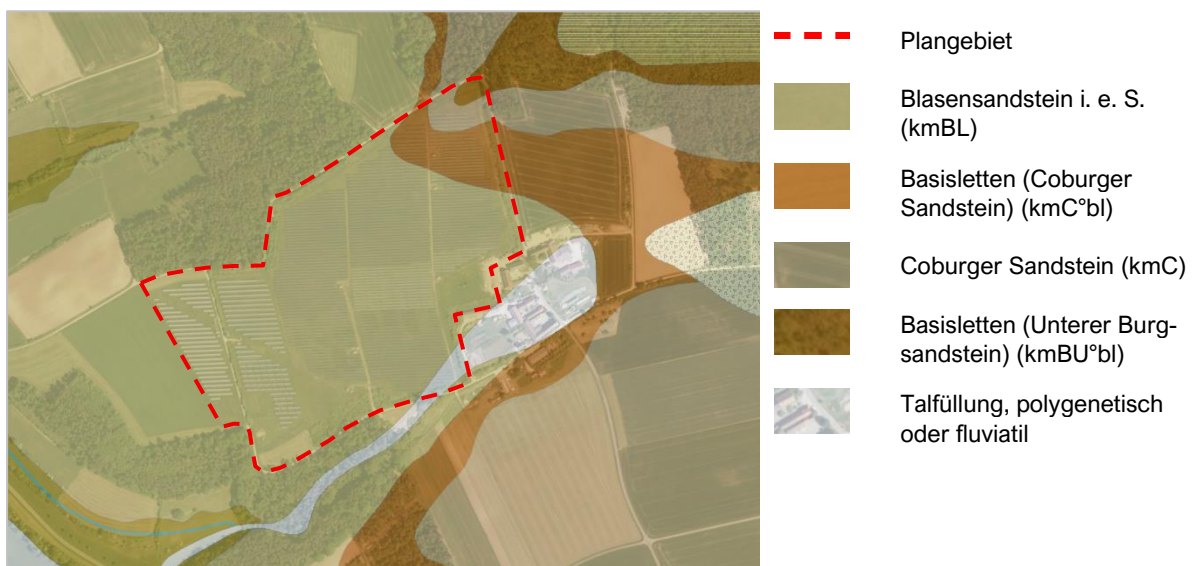 Plangebiet
Blasensandstein i. e. S.
(kmBL)
Basisletten (Coburger
Sandstein) (kmC°bl)
Coburger Sandstein (kmC)
Basisletten (Unterer Burg-
sandstein) (kmBU°bl)
Talfüllung, polygenetisch
oder fluviatil